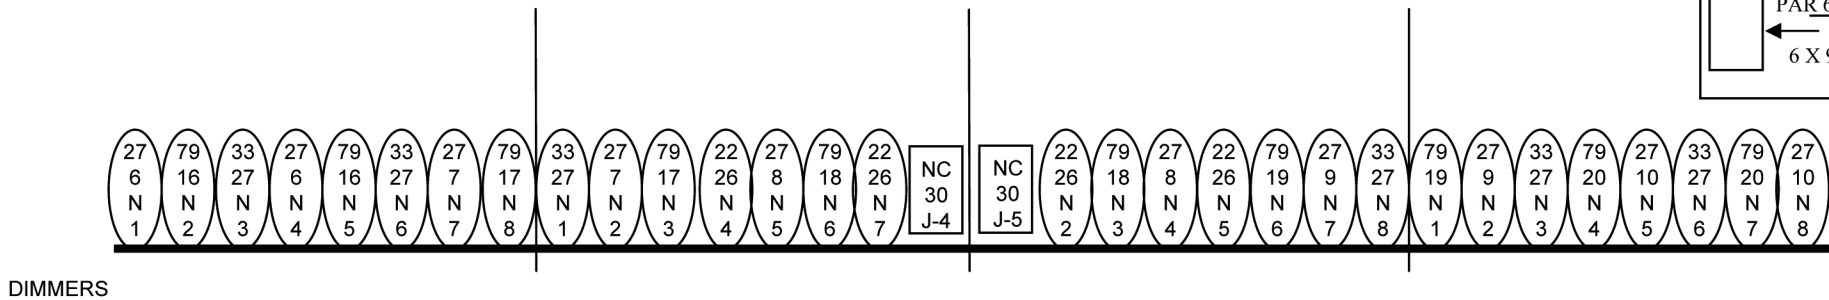 PAR 6
6 X 9
27 79 33 27 79 33 27 79 33 27 79 22 27 79 22 NC NC 22 79 27 22 79 27 33 79 27 33 79 27 33 79 27
6 16 27 6 16 27 7 17 27 7 17 26 8 18 26 30 30 26 18 8 26 19 9 27 19 9 27 20 10 27 20 10
N N N N N N N N N N N N N N N J-4 J-5 N N N N N N N N N N N N N N N
1 2 3 4 5 6 7 8 1 2 3 4 5 6 7 2 3 4 5 6 7 8 1 2 3 4 5 6 7 8
DIMMERS